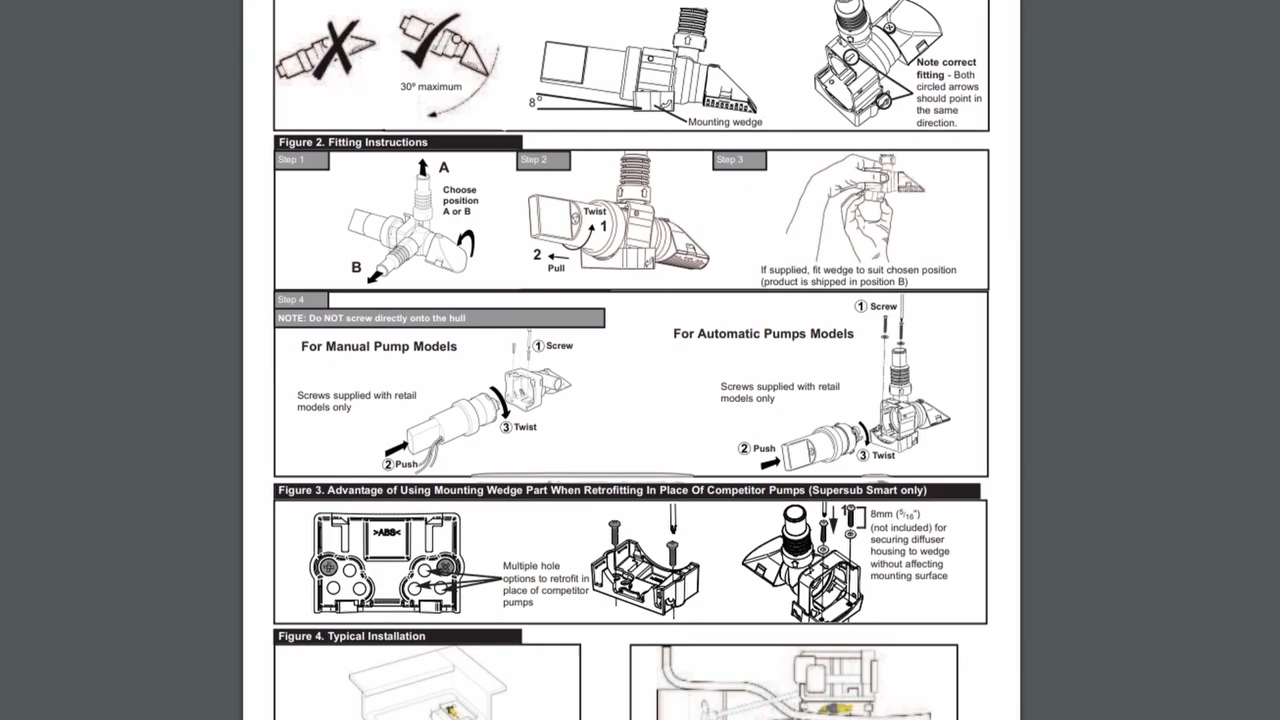 30º maximum
8°
Mounting wedge
Note correct
fitting - Both
circled arrows
should point in
the same
direction.
Figure 2. Fitting Instructions
Step 1
A
Choose
position
A or B
B
Step 2
Twist
1
2
Pull
Step 3
If supplied, fit wedge to suit chosen position
(product is shipped in position B)
Step 4
NOTE: Do NOT screw directly onto the hull
For Manual Pump Models
1 Screw
Screws supplied with retail
models only
3 Twist
2 Push
For Automatic Pumps Models
1 Screw
Screws supplied with retail
models only
2 Push
3 Twist
Figure 3. Advantage of Using Mounting Wedge Part When Retrofitting In Place Of Competitor Pumps (Supersub Smart only)
>ABS<
Multiple hole
options to retrofit in
place of competitor
pumps
1
8mm (5/16")
(not included) for
securing diffuser
housing to wedge
without affecting
mounting surface
Figure 4. Typical Installation